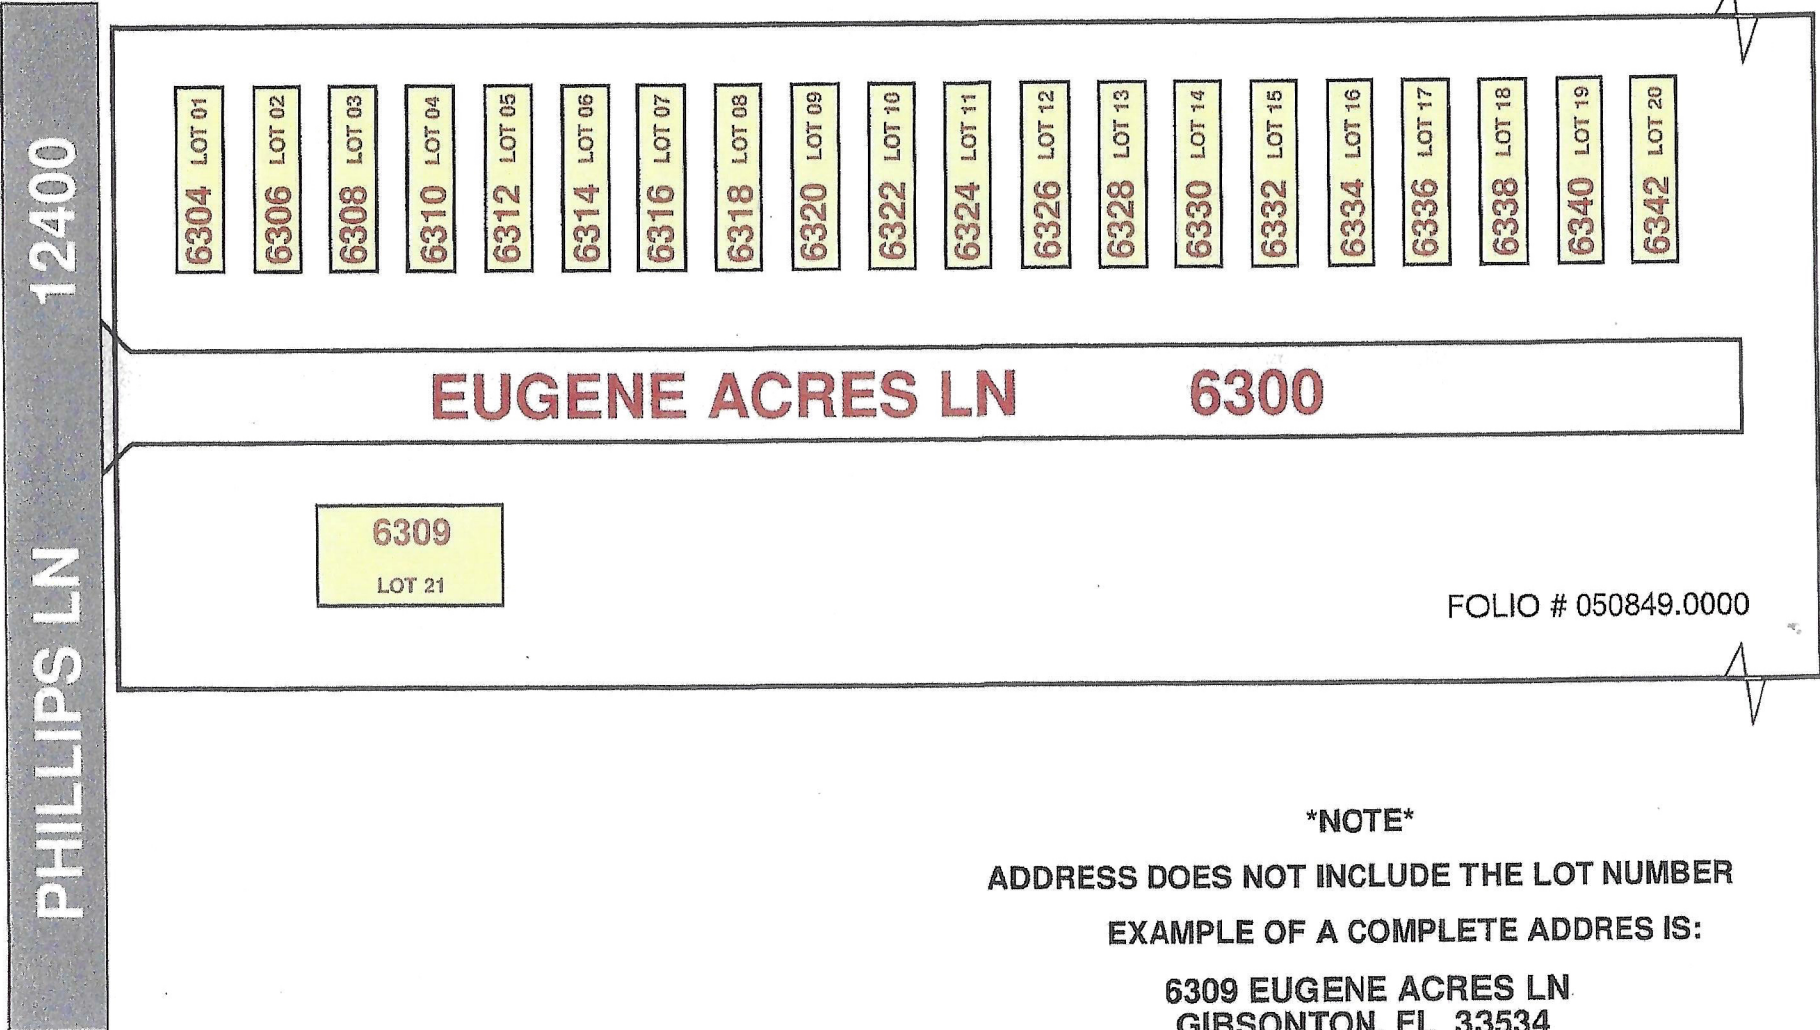 PHILLIPS LN 12400
6304 LOT 01
6306 LOT 02
6308 LOT 03
6310 LOT 04
6312 LOT 05
6314 LOT 06
6316 LOT 07
6318 LOT 08
6320 LOT 09
6322 LOT 10
6324 LOT 11
6326 LOT 12
6328 LOT 13
6330 LOT 14
6332 LOT 15
6334 LOT 16
6336 LOT 17
6338 LOT 18
6340 LOT 19
6342 LOT 20
EUGENE ACRES LN 6300
6309
LOT 21
FOLIO # 050849.0000
*NOTE*
ADDRESS DOES NOT INCLUDE THE LOT NUMBER
EXAMPLE OF A COMPLETE ADDRES IS:
6309 EUGENE ACRES LN
GIBSONTON, FL 33534